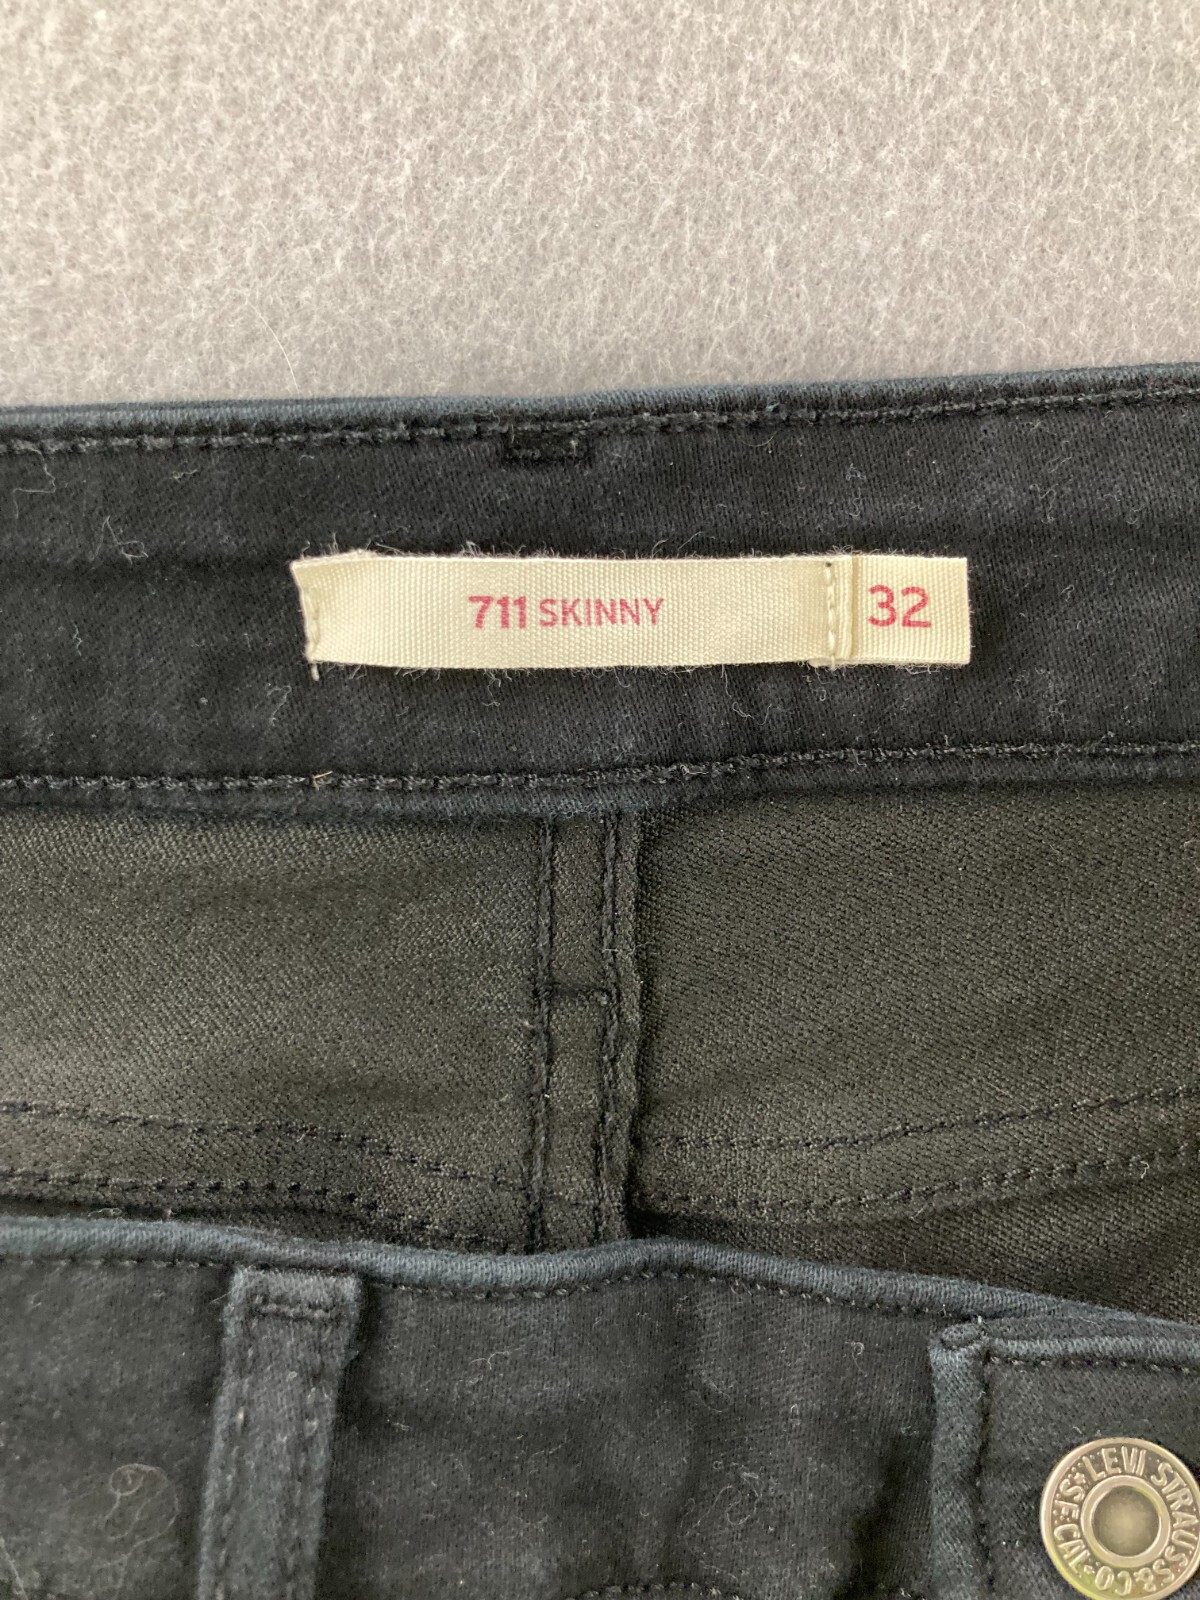 711 SKINNY
32
LEVI STRAUSS&CO. S.F.CAL.